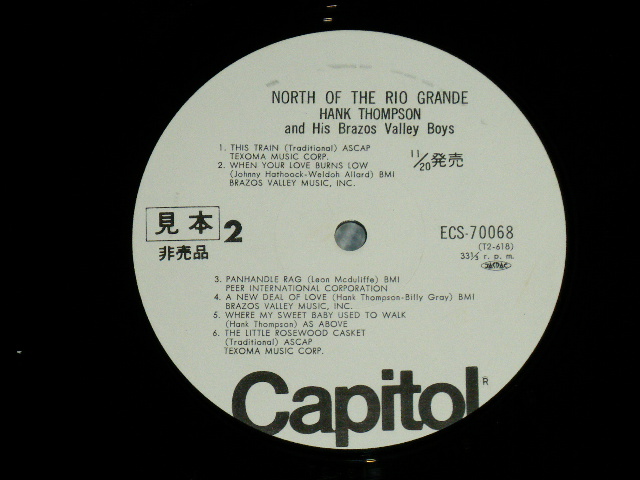 NORTH OF THE RIO GRANDE
HANK THOMPSON
and His Brazos Valley Boys
1. THIS TRAIN (Traditional) ASCAP
TEXOMA MUSIC CORP.
2. WHEN YOUR LOVE BURNS LOW
(Johnny Hathoock-Weldoh Allard) BMI
BRAZOS VALLEY MUSIC, INC.
11/20発売
見本
2
非売品
ECS-70068
(T2-618)
33⅓ r. p. m.
3. PANHANDLE RAG (Leon Mcduliffe) BMI
PEER INTERNATIONAL CORPORATION
4. A NEW DEAL OF LOVE (Hank Thompson-Billy Gray) BMI
BRAZOS VALLEY MUSIC, INC.
5. WHERE MY SWEET BABY USED TO WALK
(Hank Thompson) AS ABOVE
6. THE LITTLE ROSEWOOD CASKET
(Traditional) ASCAP
TEXOMA MUSIC CORP.
Capitol R